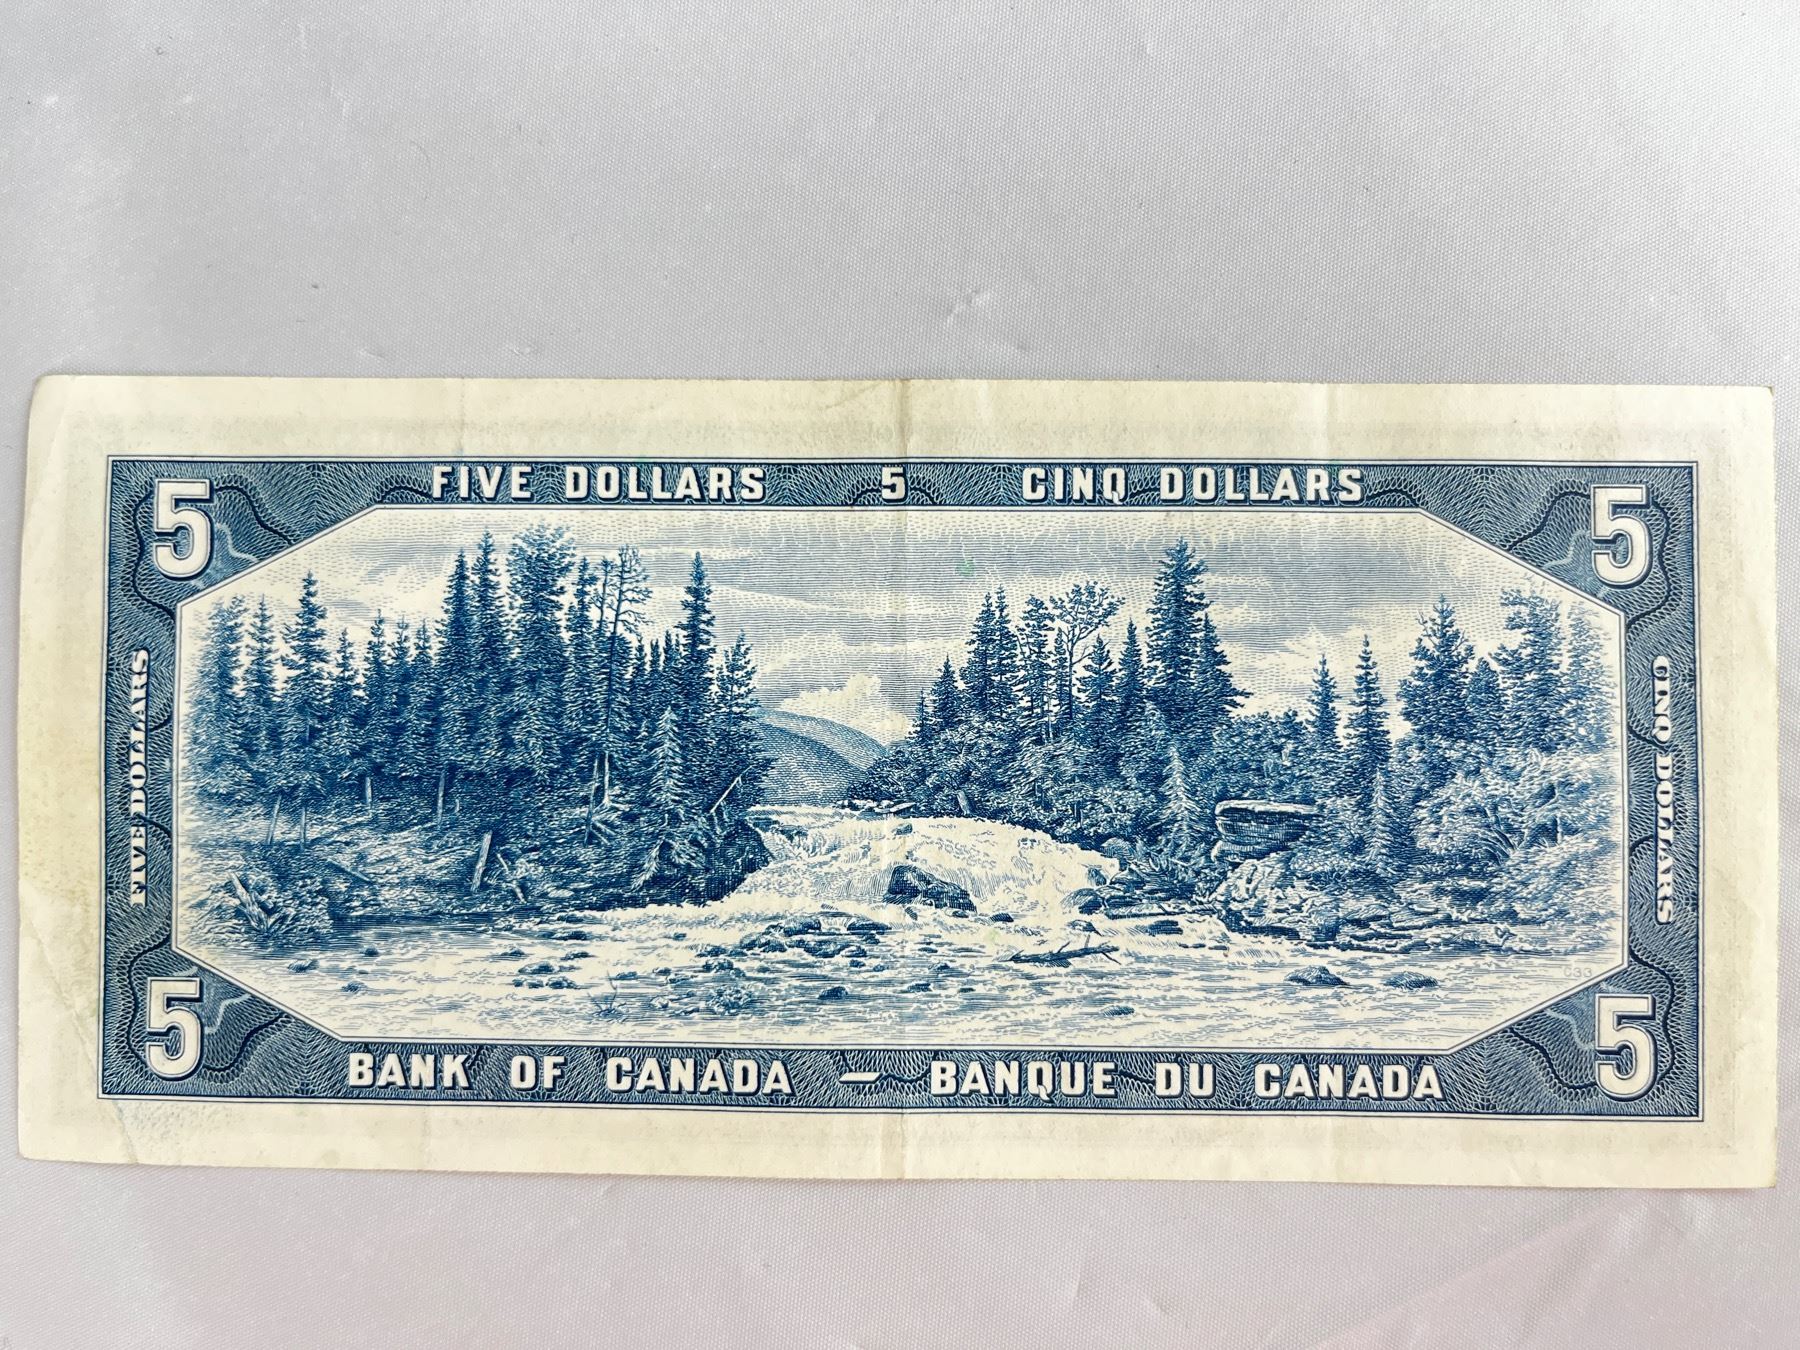 FIVE DOLLARS 5 CINQ DOLLARS
5 5
FIVE DOLLARS
CINQ DOLLARS
633
5 5
BANK OF CANADA — BANQUE DU CANADA